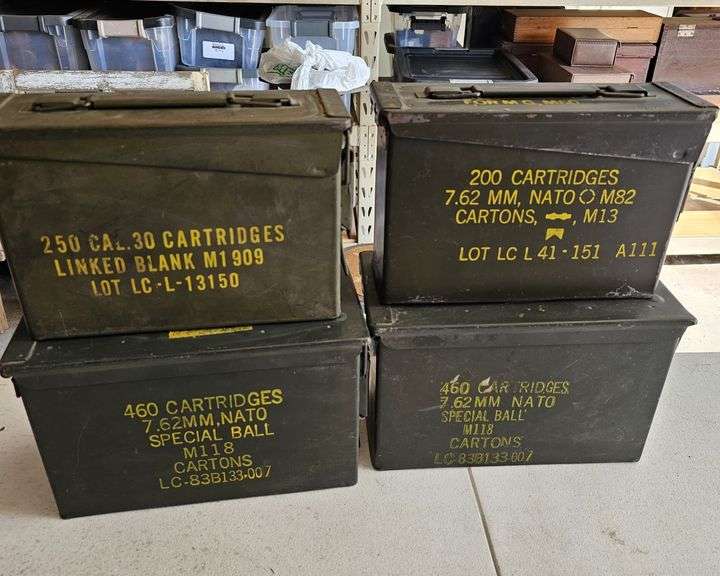 250 CAL.30 CARTRIDGES
LINKED BLANK M1909
LOT LC-L-13150
FOR M.G. M60
200 CARTRIDGES
7.62 MM, NATO M82
CARTONS, , M13
LOT LC L 41-151 A111
460 CARTRIDGES
7.62MM, NATO
SPECIAL BALL
M118
CARTONS
LC-83B133-007
460 CARTRIDGES
7.62MM NATO
SPECIAL BALL
M118
CARTONS
LC-83B133-007